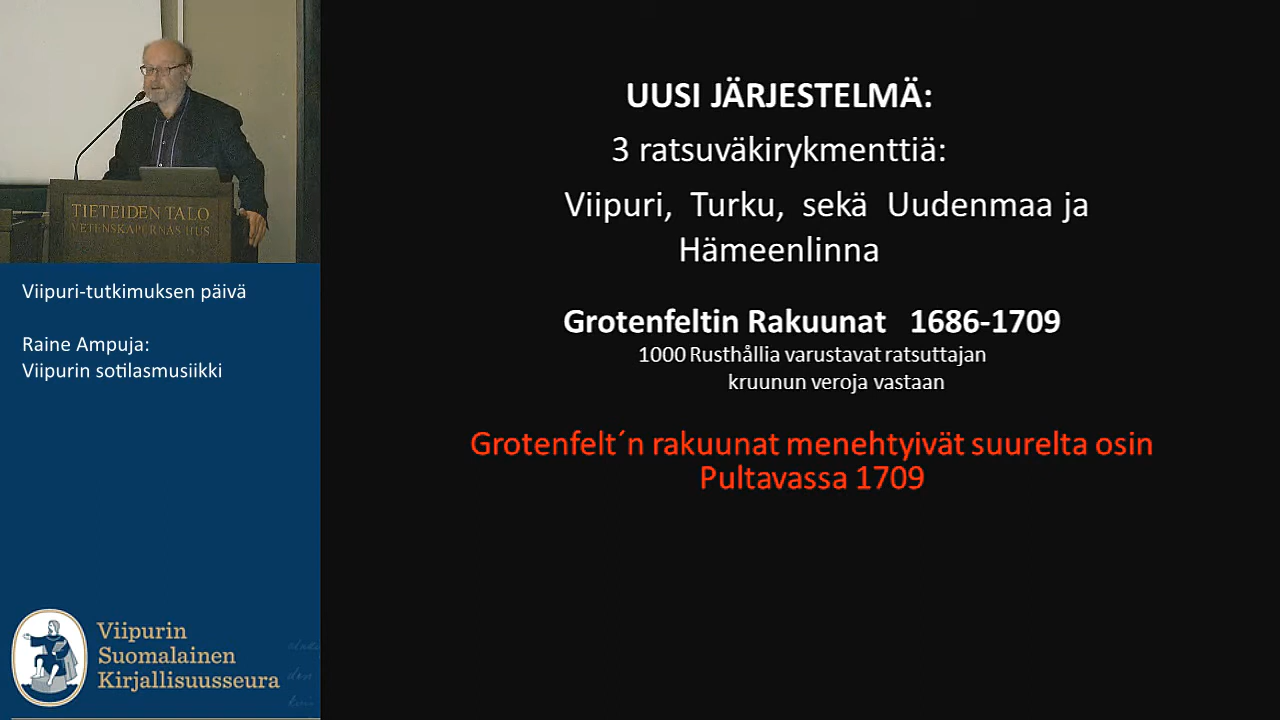 TIETEIDEN TALO
VETENSKAPERNAS HUS
Viipuri-tutkimuksen päivä
Raine Ampuja:
Viipurin sotilasmusiikki
Viipurin
Suomalainen
Kirjallisuusseura
UUSI JÄRJESTELMÄ:
3 ratsuväkirykmenttiä:
Viipuri, Turku, sekä Uudenmaa ja
Hämeenlinna
Grotenfeltin Rakuunat 1686-1709
1000 Rusthållia varustavat ratsuttajan
kruunun veroja vastaan
Grotenfelt´n rakuunat menehtyivät suurelta osin
Pultavassa 1709